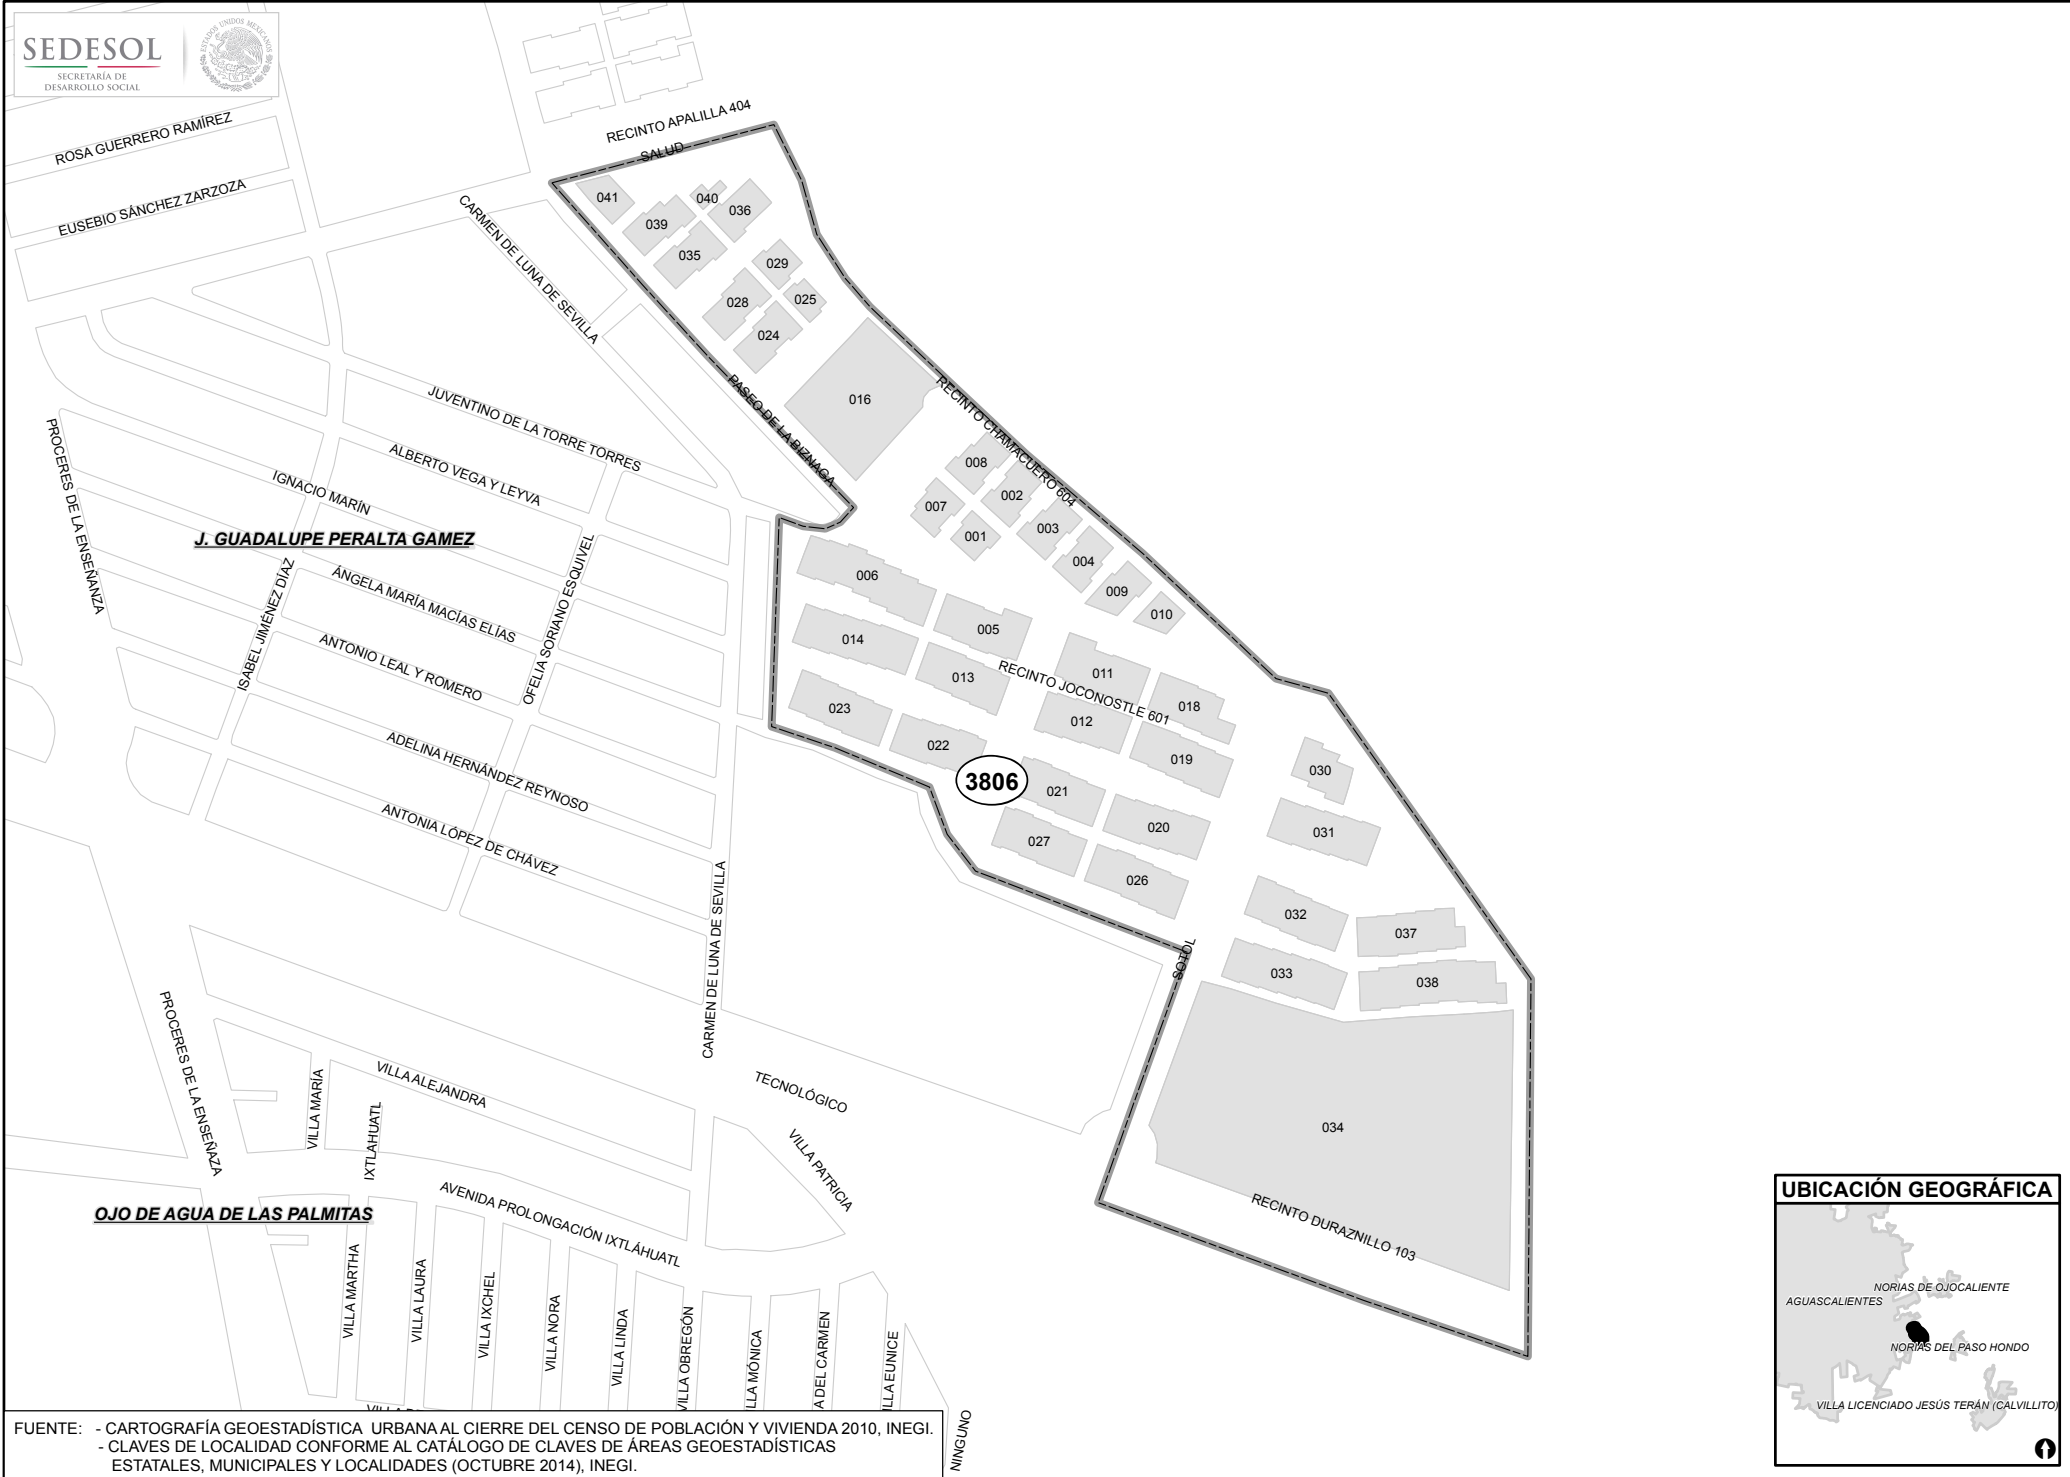 SEDESOL
SECRETARÍA DE
DESARROLLO SOCIAL
ESTADOS UNIDOS MEXICANOS
RECINTO APALILLA 404
SALUD
ROSA GUERRERO RAMÍREZ
EUSEBIO SÁNCHEZ ZARZOZA
CARMEN DE LUNA DE SEVILLA
041
040
036
039
035
029
028
025
024
016
PASEO DE LA BIZNAGA
RECINTO CHAMACUERO 604
JUVENTINO DE LA TORRE TORRES
ALBERTO VEGA Y LEYVA
IGNACIO MARÍN
PROCERES DE LA ENSEÑANZA
J. GUADALUPE PERALTA GAMEZ
ISABEL JIMÉNEZ DÍAZ
ÁNGELA MARÍA MACÍAS ELÍAS
OFELIA SORIANO ESQUIVEL
ANTONIO LEAL Y ROMERO
ADELINA HERNÁNDEZ REYNOSO
ANTONIA LÓPEZ DE CHÁVEZ
CARMEN DE LUNA DE SEVILLA
008
002
007
003
001
004
009
010
006
005
014
013
011
RECINTO JOCONOSTLE 601
018
012
023
022
019
030
3806
021
020
031
027
026
032
037
SOTOL
033
038
034
RECINTO DURAZNILLO 103
PROCERES DE LA ENSEÑAZA
VILLA MARÍA
IXTLAHUATL
VILLA ALEJANDRA
TECNOLÓGICO
VILLA PATRICIA
AVENIDA PROLONGACIÓN IXTLÁHUATL
OJO DE AGUA DE LAS PALMITAS
VILLA MARTHA
VILLA LAURA
VILLA IXCHEL
VILLA NORA
VILLA LINDA
VILLA OBREGÓN
LLA MÓNICA
A DEL CARMEN
ILLA EUNICE
NINGUNO
UBICACIÓN GEOGRÁFICA
NORIAS DE OJOCALIENTE
AGUASCALIENTES
NORIAS DEL PASO HONDO
VILLA LICENCIADO JESÚS TERÁN (CALVILLITO)
FUENTE: - CARTOGRAFÍA GEOESTADÍSTICA URBANA AL CIERRE DEL CENSO DE POBLACIÓN Y VIVIENDA 2010, INEGI.
- CLAVES DE LOCALIDAD CONFORME AL CATÁLOGO DE CLAVES DE ÁREAS GEOESTADÍSTICAS
ESTATALES, MUNICIPALES Y LOCALIDADES (OCTUBRE 2014), INEGI.